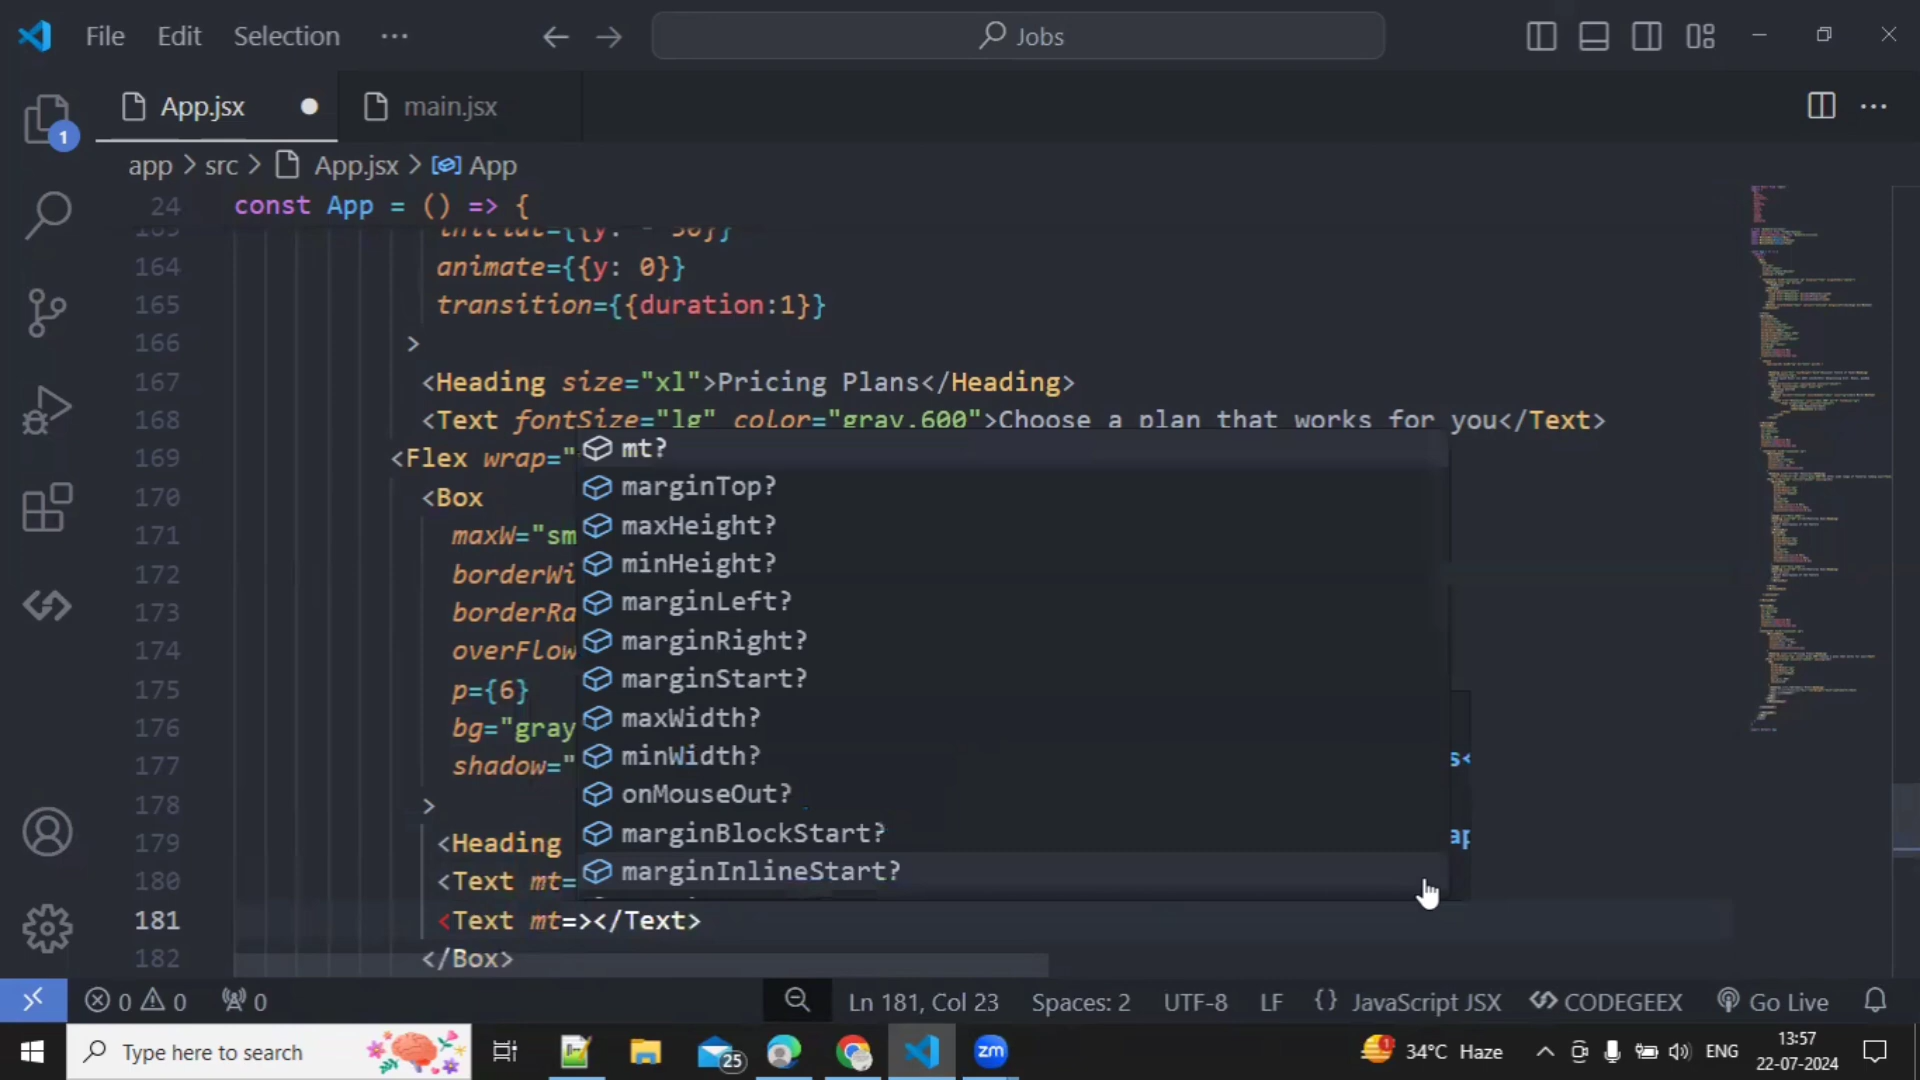 File Edit Selection ··· Jobs
App.jsx main.jsx
1
app > src > App.jsx > App
24 const App = () => {
164 animate={{y: 0}}
165 transition={{duration:1}}
166 >
167 <Heading size="xl">Pricing Plans</Heading>
168 <Text fontSize="lg" color="gray.600">Choose a plan that works for you</Text>
169 <Flex wrap="
170 <Box
171 maxW="sm
172 borderWi
173 borderRa
174 overFlow
175 p={6}
176 bg="gray
177 shadow="
178 >
179 <Heading
180 <Text mt=
181 <Text mt=></Text>
182 </Box>
mt?
marginTop?
maxHeight?
minHeight?
marginLeft?
marginRight?
marginStart?
maxWidth?
minWidth?
onMouseOut?
marginBlockStart?
marginInlineStart?
s<
ap
0 0 0 Ln 181, Col 23 Spaces: 2 UTF-8 LF {} JavaScript JSX CODEGEEX Go Live
Type here to search 25 zm 1 34°C Haze ENG 13:57
22-07-2024